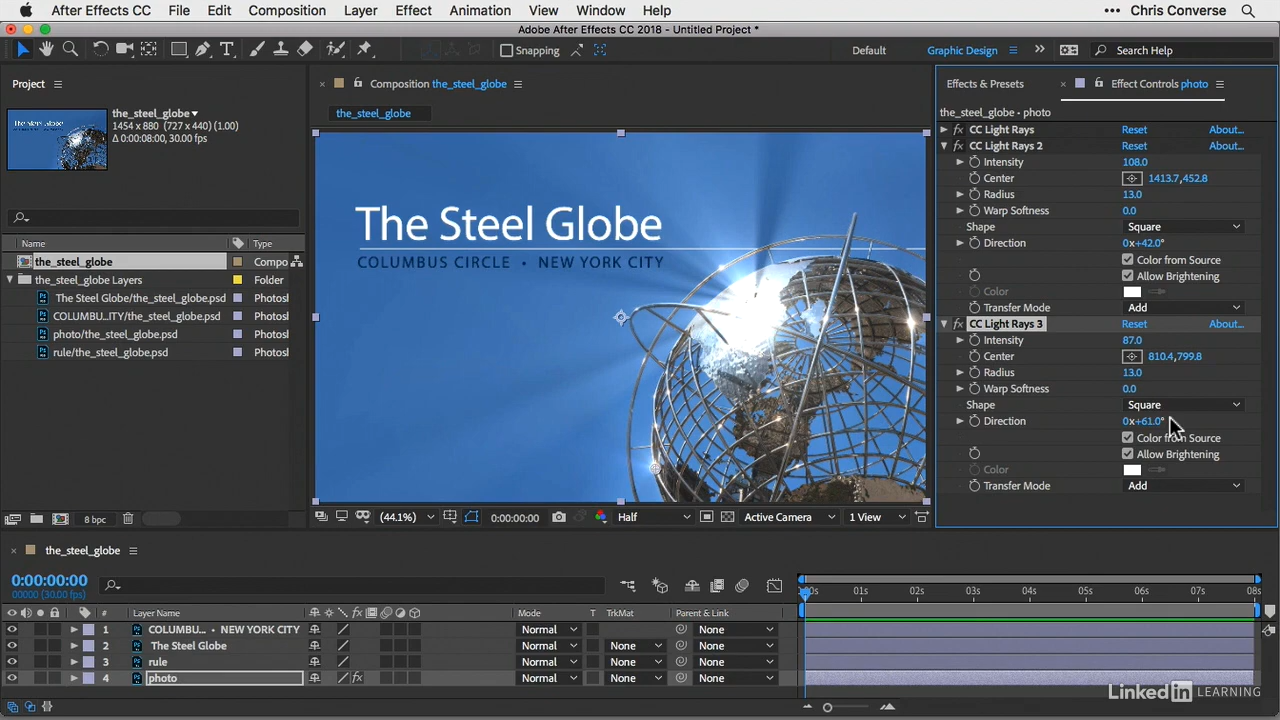 After Effects CC File Edit Composition Layer Effect Animation View Window Help ••• Chris Converse
Adobe After Effects CC 2018 - Untitled Project *
Snapping Default Graphic Design Search Help
Project
the_steel_globe
1454 x 880 (727 x 440) (1.00)
Δ 0:00:08:00, 30.00 fps)
Name Type
the_steel_globe Compo
the_steel_globe Layers Folder
The Steel Globe/the_steel_globe.psd Photosl
COLUMBU...ITY/the_steel_globe.psd Photosl
photo/the_steel_globe.psd Photosl
rule/the_steel_globe.psd Photosl
8 bpc
Composition the_steel_globe
the_steel_globe
The Steel Globe
COLUMBUS CIRCLE • NEW YORK CITY
(44.1%) 0:00:00:00 Half Active Camera 1 View
Effects & Presets Effect Controls photo
the_steel_globe • photo
fx CC Light Rays Reset About...
fx CC Light Rays 2 Reset About...
Intensity 108.0
Center 1413.7,452.8
Radius 13.0
Warp Softness 0.0
Shape Square
Direction 0x+42.0°
Color from Source
Allow Brightening
Color
Transfer Mode Add
fx CC Light Rays 3 Reset About...
Intensity 87.0
Center 810.4,799.8
Radius 13.0
Warp Softness 0.0
Shape Square
Direction 0x+61.0°
Color from Source
Allow Brightening
Color
Transfer Mode Add
the_steel_globe
0:00:00:00
00000 (30.00 fps)
01s 02s 03s 04s 05s 06s 07s 08s
# Layer Name fx Mode T TrkMat Parent & Link
1 COLUMBU... • NEW YORK CITY Normal None
2 The Steel Globe Normal None None
3 rule Normal None None
4 photo fx Normal None None
LinkedIn LEARNING